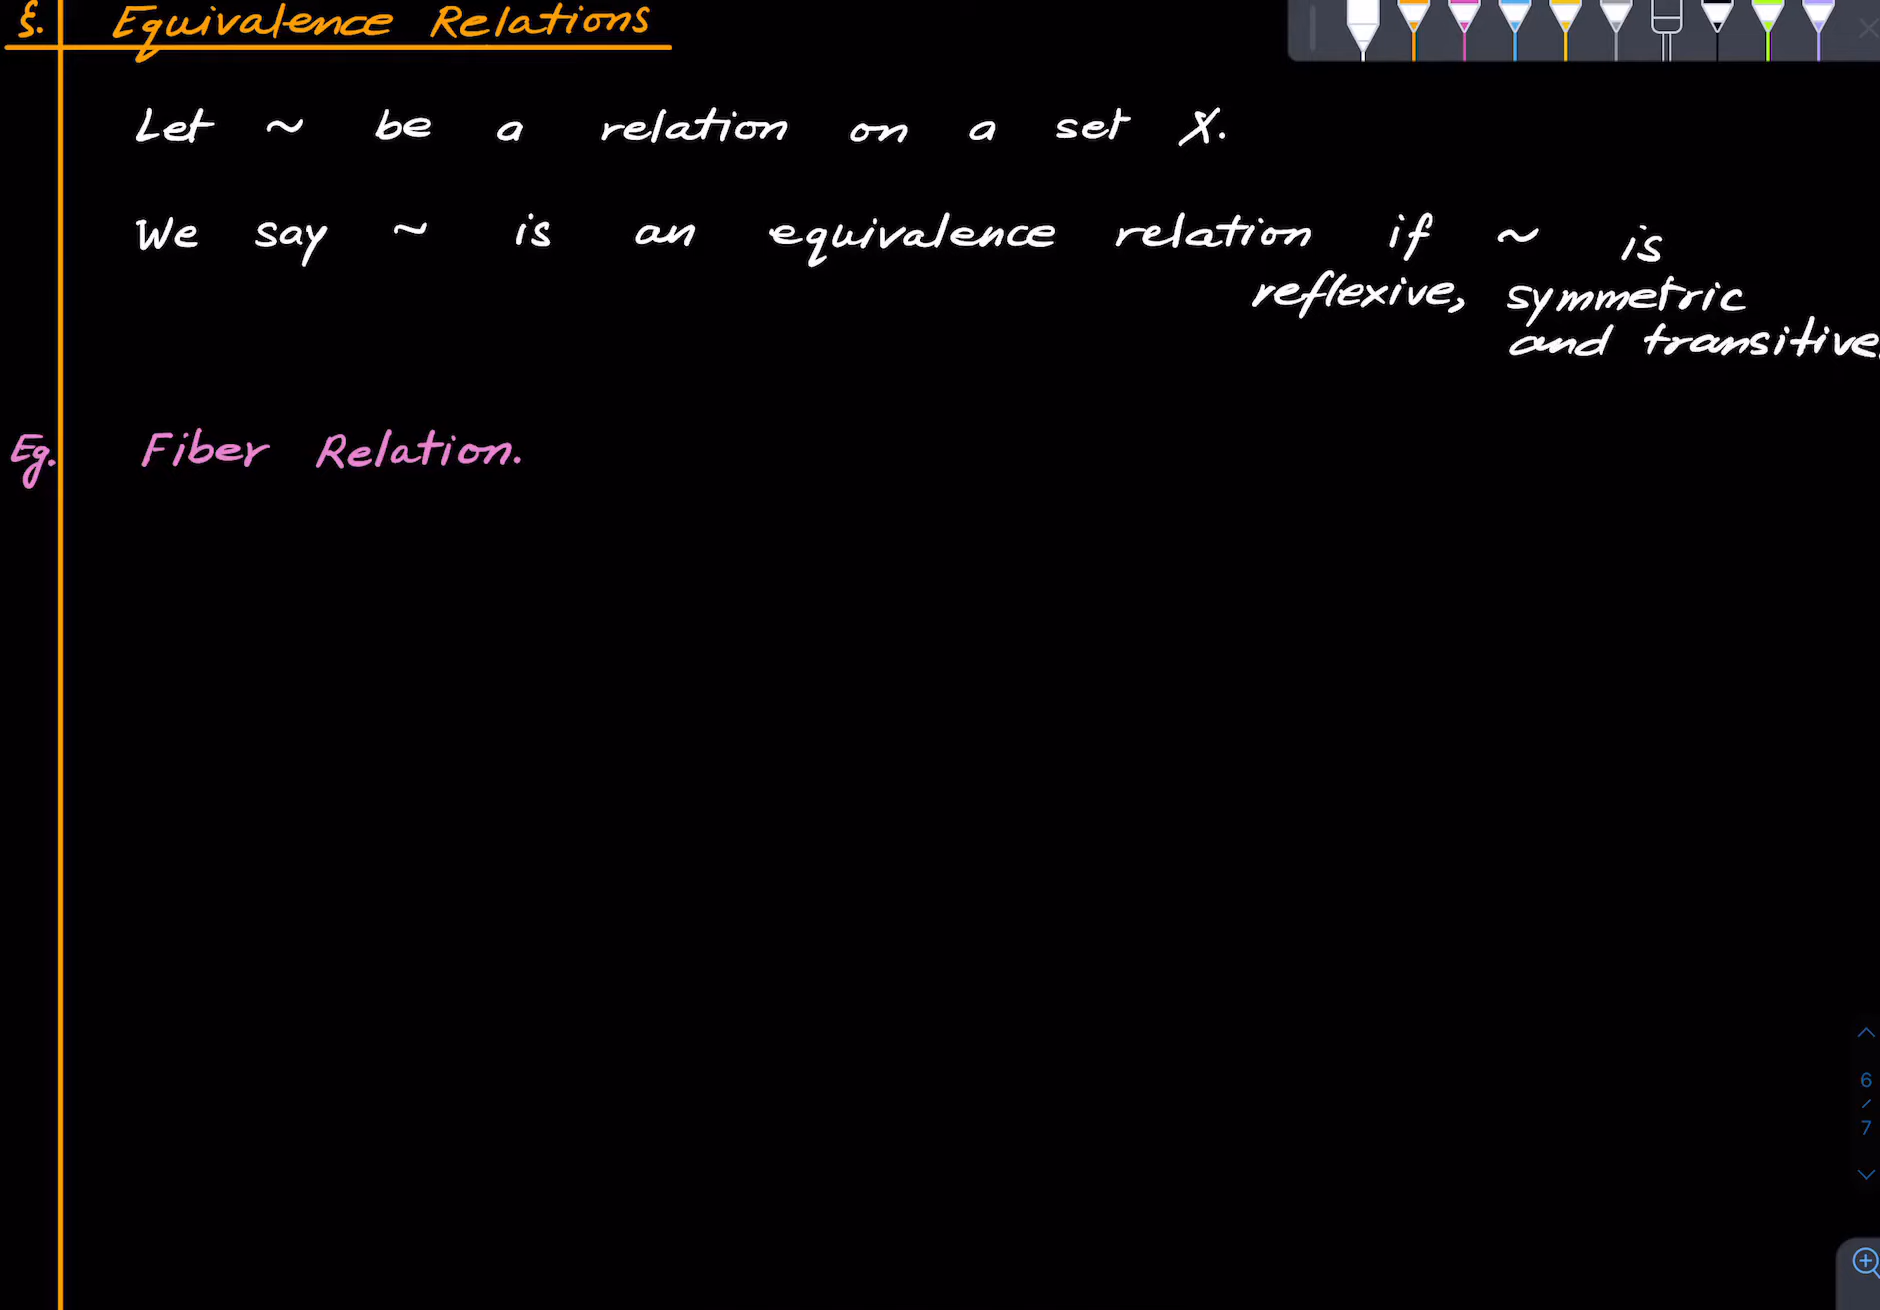 §. Equivalence Relations
Let ~ be a relation on a set X.
We say ~ is an equivalence relation if ~ is
reflexive, symmetric
and transitive.
Eg. Fiber Relation.
6
/
7